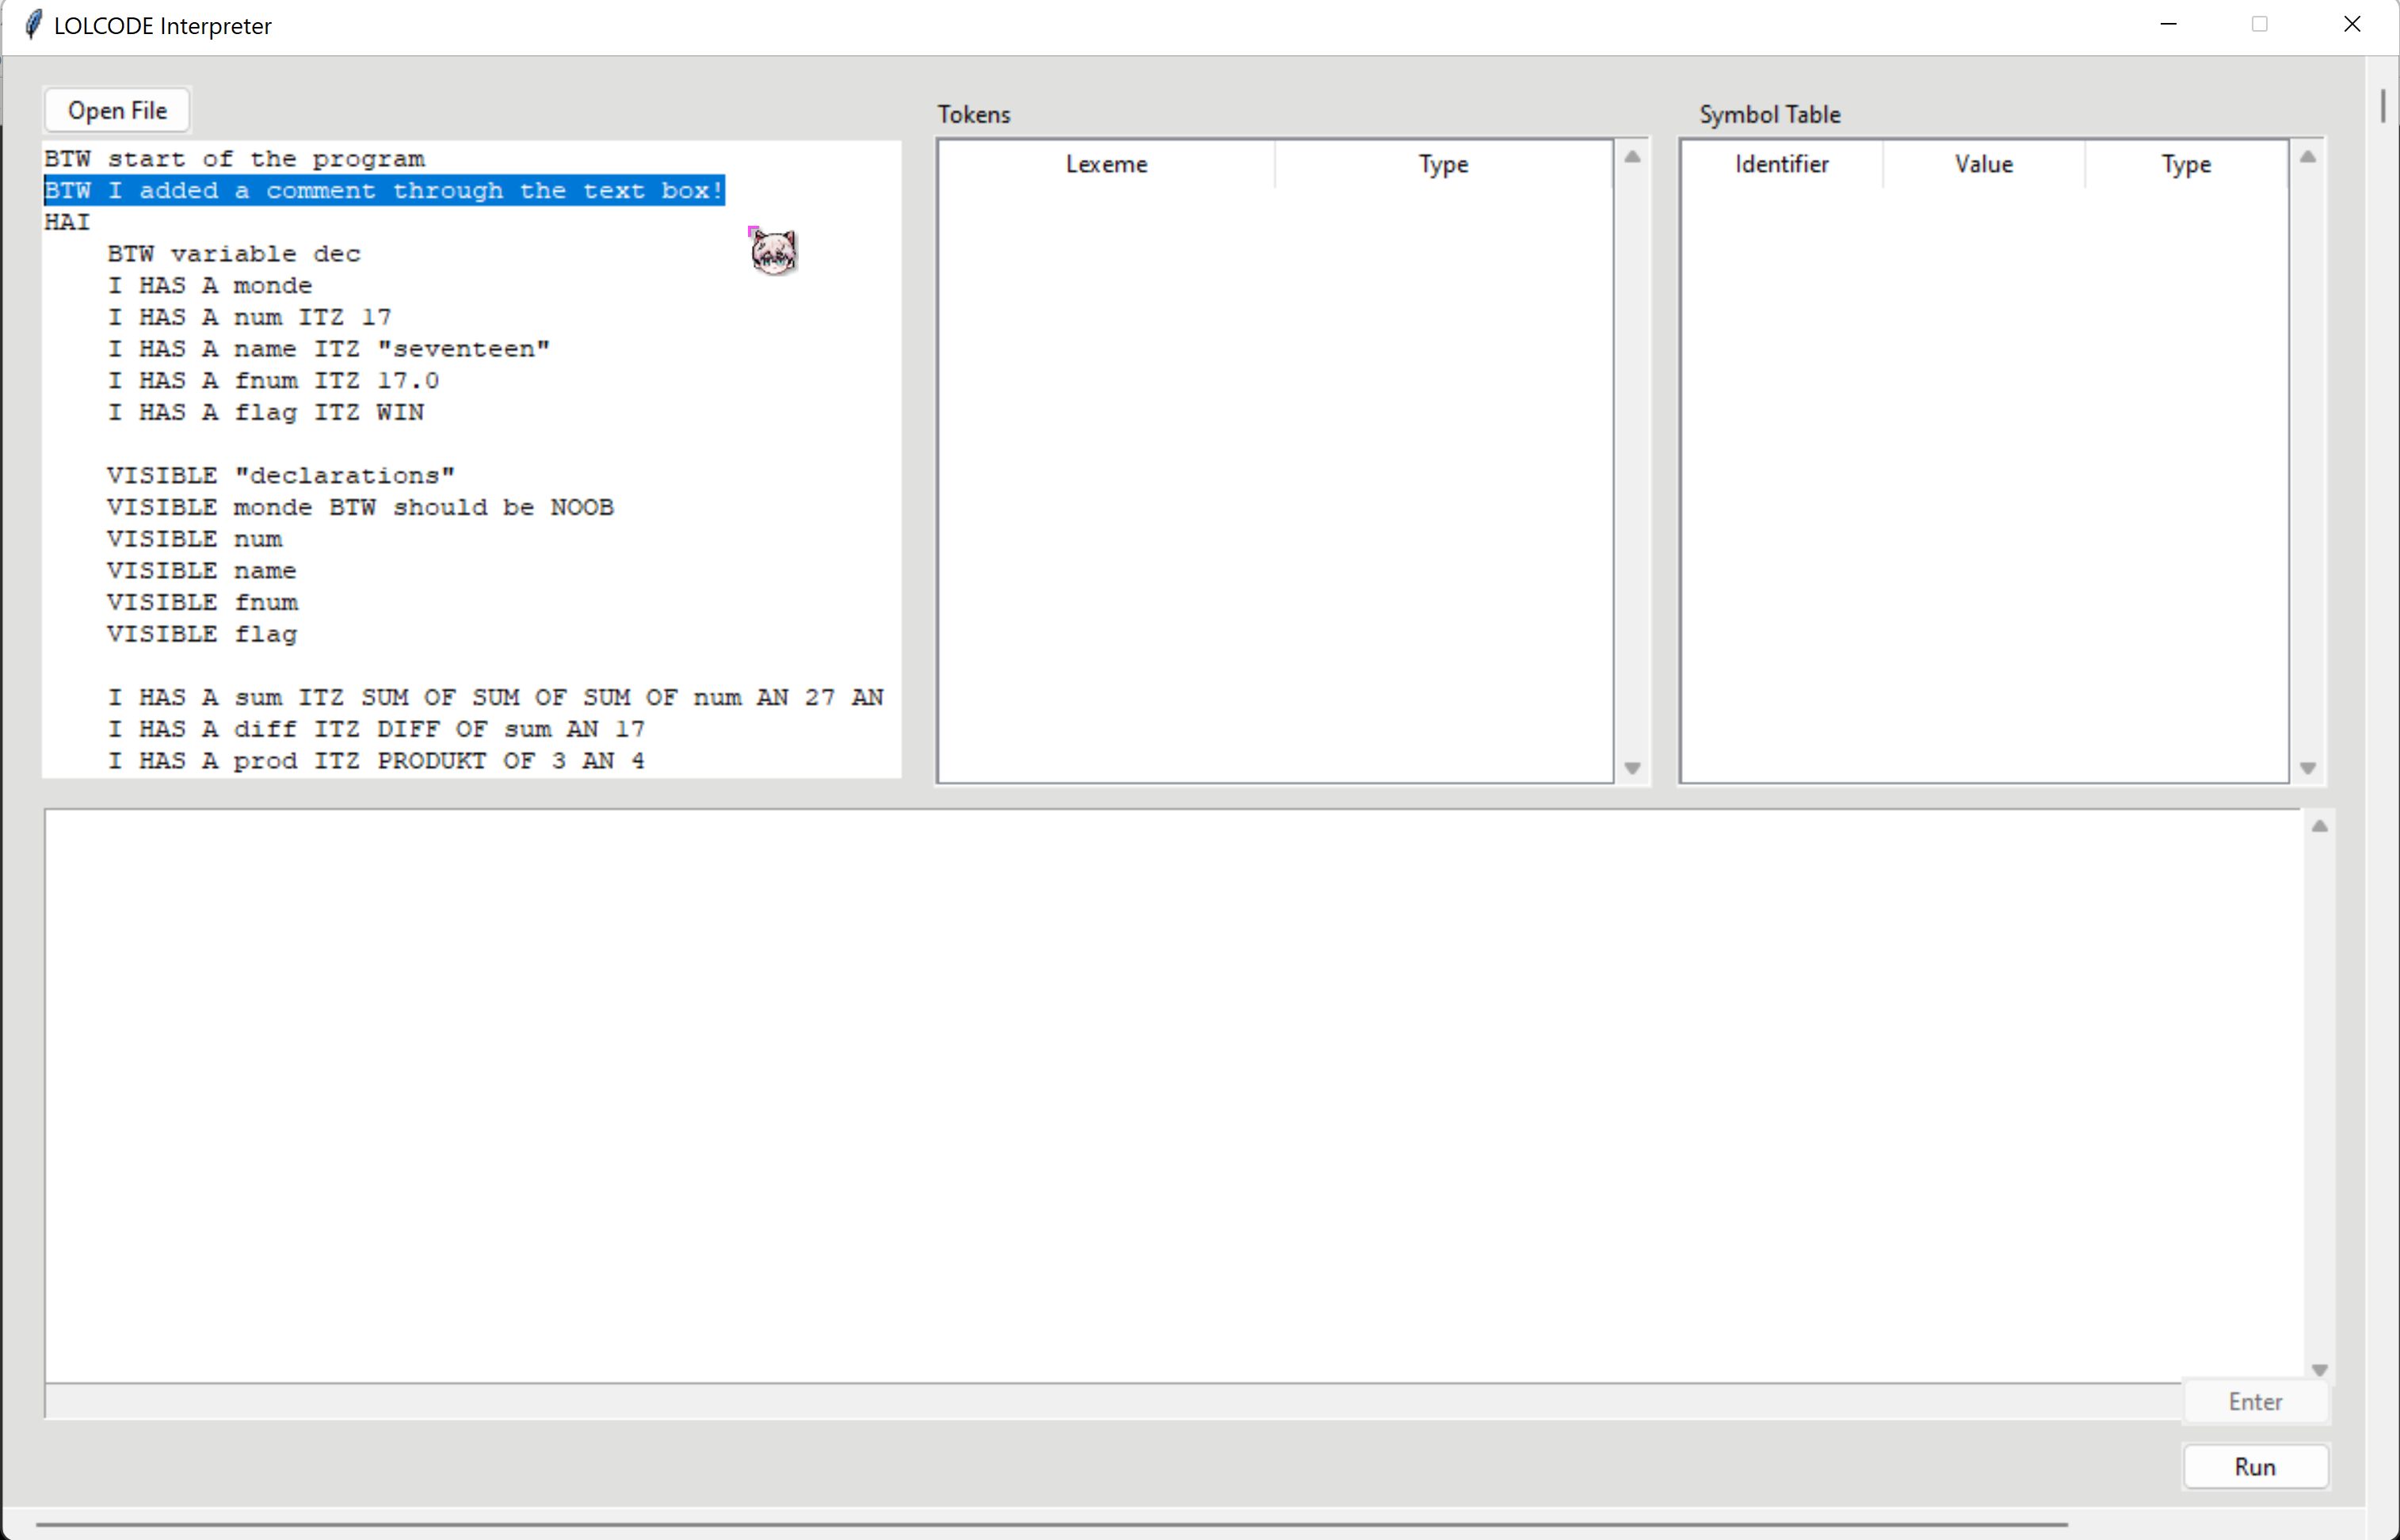 LOLCODE Interpreter
Open File
BTW start of the program
BTW I added a comment through the text box!
HAI
    BTW variable dec
    I HAS A monde
    I HAS A num ITZ 17
    I HAS A name ITZ "seventeen"
    I HAS A fnum ITZ 17.0
    I HAS A flag ITZ WIN
    VISIBLE "declarations"
    VISIBLE monde BTW should be NOOB
    VISIBLE num
    VISIBLE name
    VISIBLE fnum
    VISIBLE flag
    I HAS A sum ITZ SUM OF SUM OF SUM OF num AN 27 AN
    I HAS A diff ITZ DIFF OF sum AN 17
    I HAS A prod ITZ PRODUKT OF 3 AN 4
Tokens
Lexeme Type
Symbol Table
Identifier Value Type
Enter
Run